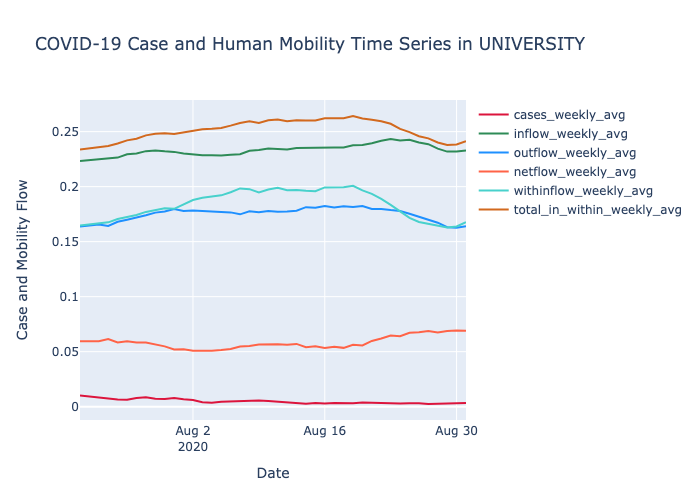 COVID-19 Case and Human Mobility Time Series in UNIVERSITY
cases_weekly_avg
inflow_weekly_avg
outflow_weekly_avg
netflow_weekly_avg
withinflow_weekly_avg
total_in_within_weekly_avg
Case and Mobility Flow
0.25
0.2
0.15
0.1
0.05
0
Aug 2
2020
Aug 16
Aug 30
Date